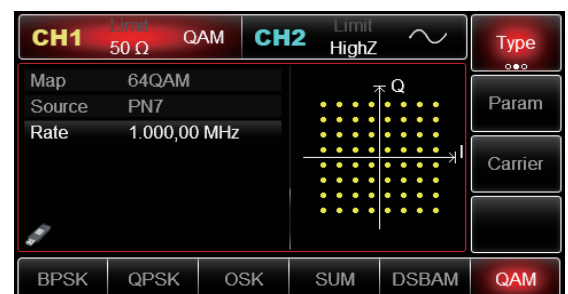 CH1 Limit 50 Ω QAM CH2 Limit HighZ
Type
Map 64QAM
Source PN7
Rate 1.000,00 MHz
Q
I
Param
Carrier
BPSK QPSK OSK SUM DSBAM QAM